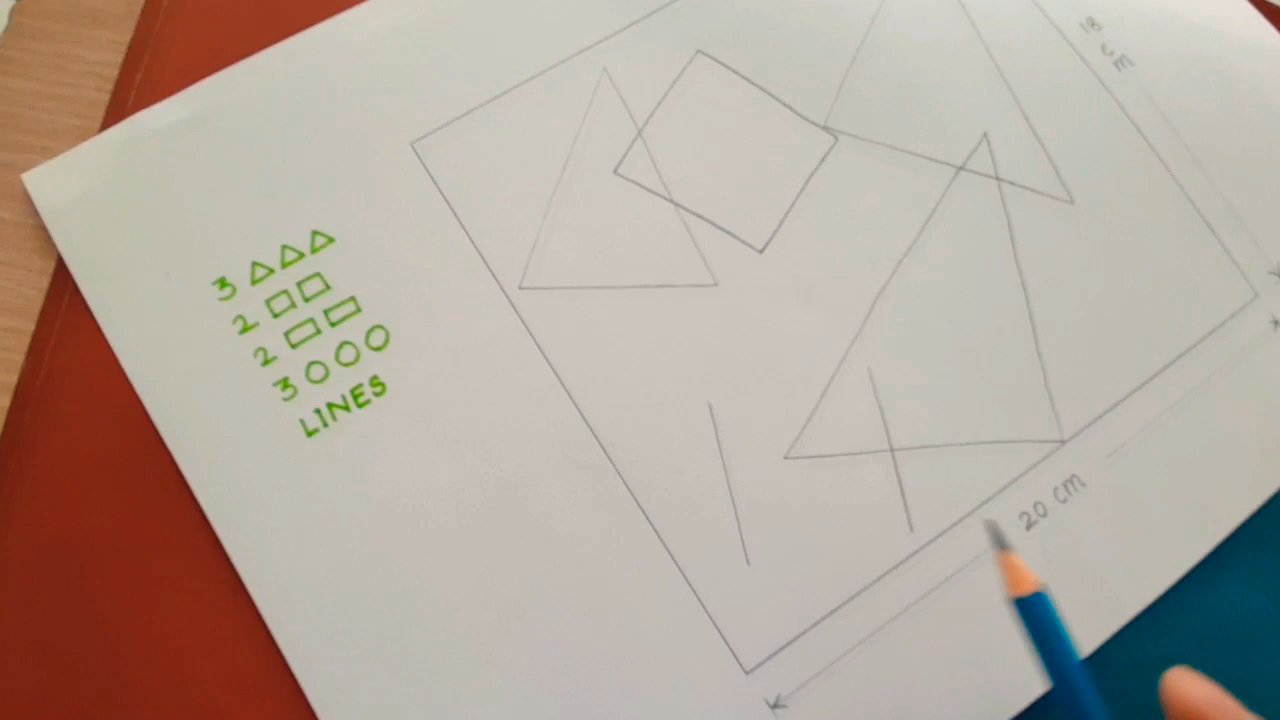 3 △△△
2 □□
2 ▭▭
3 ○○○
LINES
18 cm
20 cm